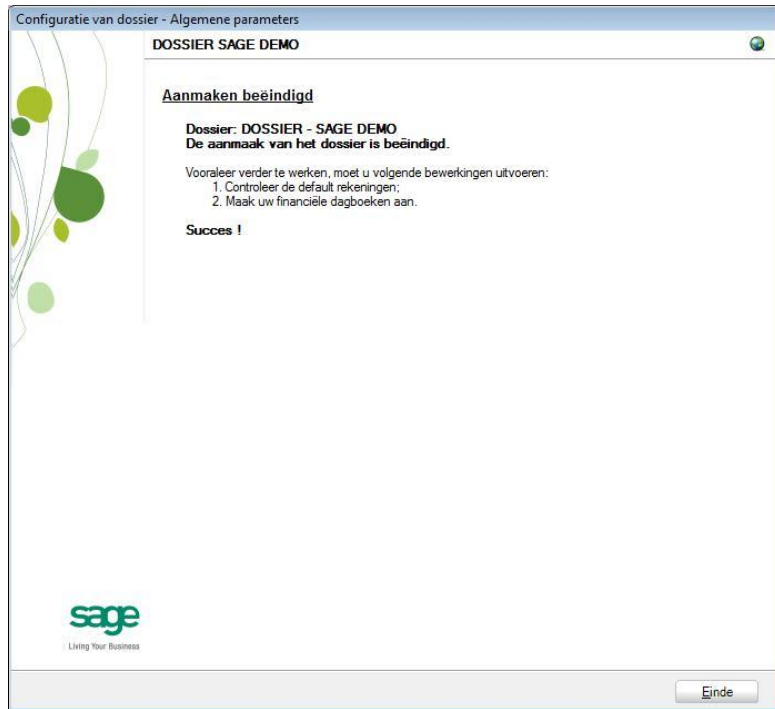 Configuratie van dossier - Algemene parameters
DOSSIER SAGE DEMO
Aanmaken beëindigd
Dossier: DOSSIER - SAGE DEMO
De aanmaak van het dossier is beëindigd.
Vooraleer verder te werken, moet u volgende bewerkingen uitvoeren:
1. Controleer de default rekeningen;
2. Maak uw financiële dagboeken aan.
Succes !
sage
Living Your Business
Einde